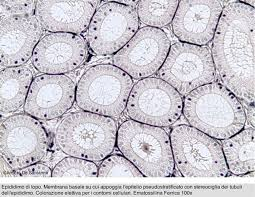 Epididimo di topo. Membrana basale su cui appoggia l'epitelio pseudostratificato con stereociglia dei tubuli
dell'epididimo. Colorazione elettiva per i contorni cellulari. Ematossilina Ferrica 100x